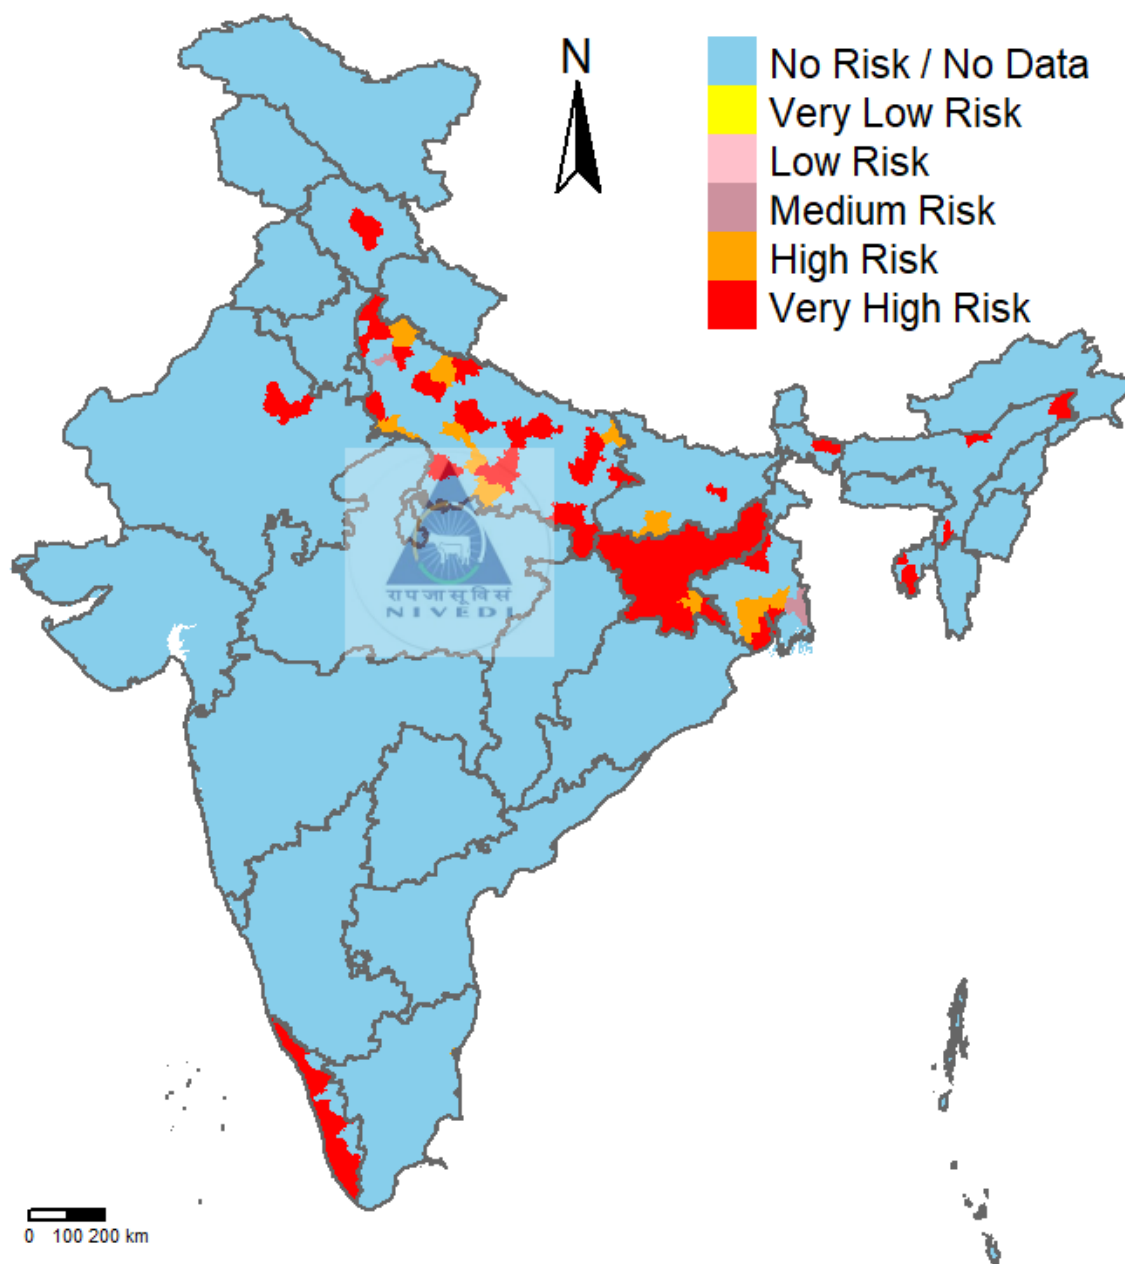 N
No Risk / No Data
Very Low Risk
Low Risk
Medium Risk
High Risk
Very High Risk
रा प जा सू वि सं
NIVEDI
0 100 200 km